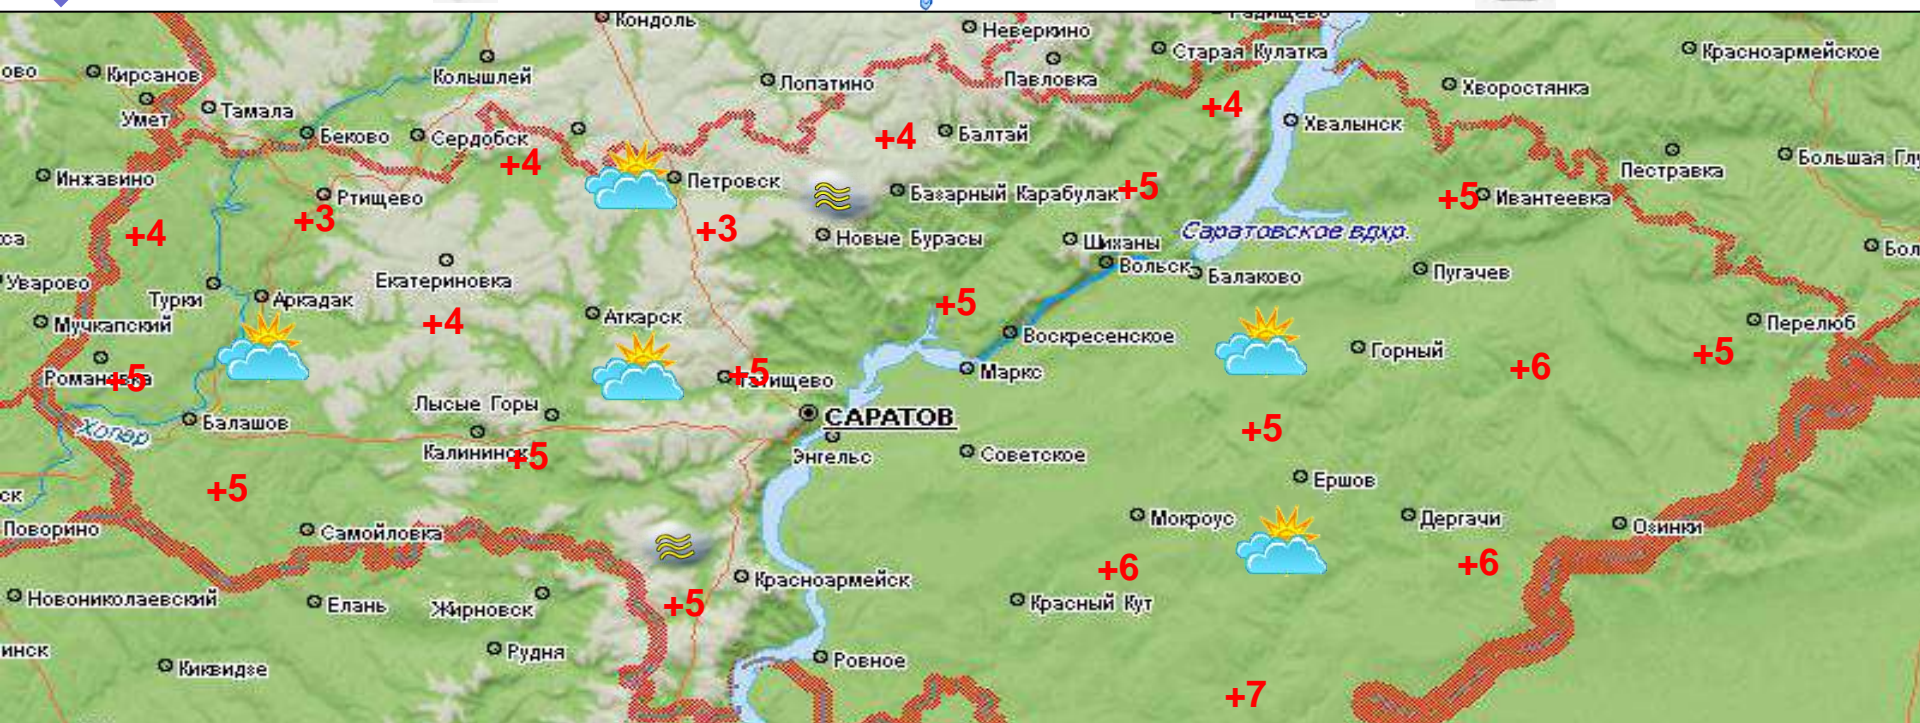 Кондоль
Неверкино
Старая Кулатка
Красноармейское
ово
Кирсанов
Колышлей
Лопатино
Павловка
Хворостянка
Умет
Тамала
+4
Беково
Сердобск
+4
Балтай
Хвалынск
+4
Пестравка
Инжавино
Петровск
Ртищево
Базарный Карабулак
+5
+5
Ивантеевка
+3
+4
+3
Новые Бурасы
Шиханы
Саратовское вдхр.
Вольск
Балаково
Пугачев
Уварово
Екатериновка
Турки
Аркадак
+5
Мучкапский
+4
Аткарск
Воскресенское
Перелюб
Горный
+5
Романовка
+5
+5
Татищево
Маркс
+6
Лысые Горы
САРАТОВ
Хопер
Балашов
+5
Калининск
+5
Энгельс
Советское
+5
Ершов
ск
Поворино
Самойловка
Мокроус
Дергачи
Озинки
+6
+6
Красноармейск
Новониколаевский
Елань
Жирновск
+5
Красный Кут
инск
Киквидзе
Рудня
Ровное
+7